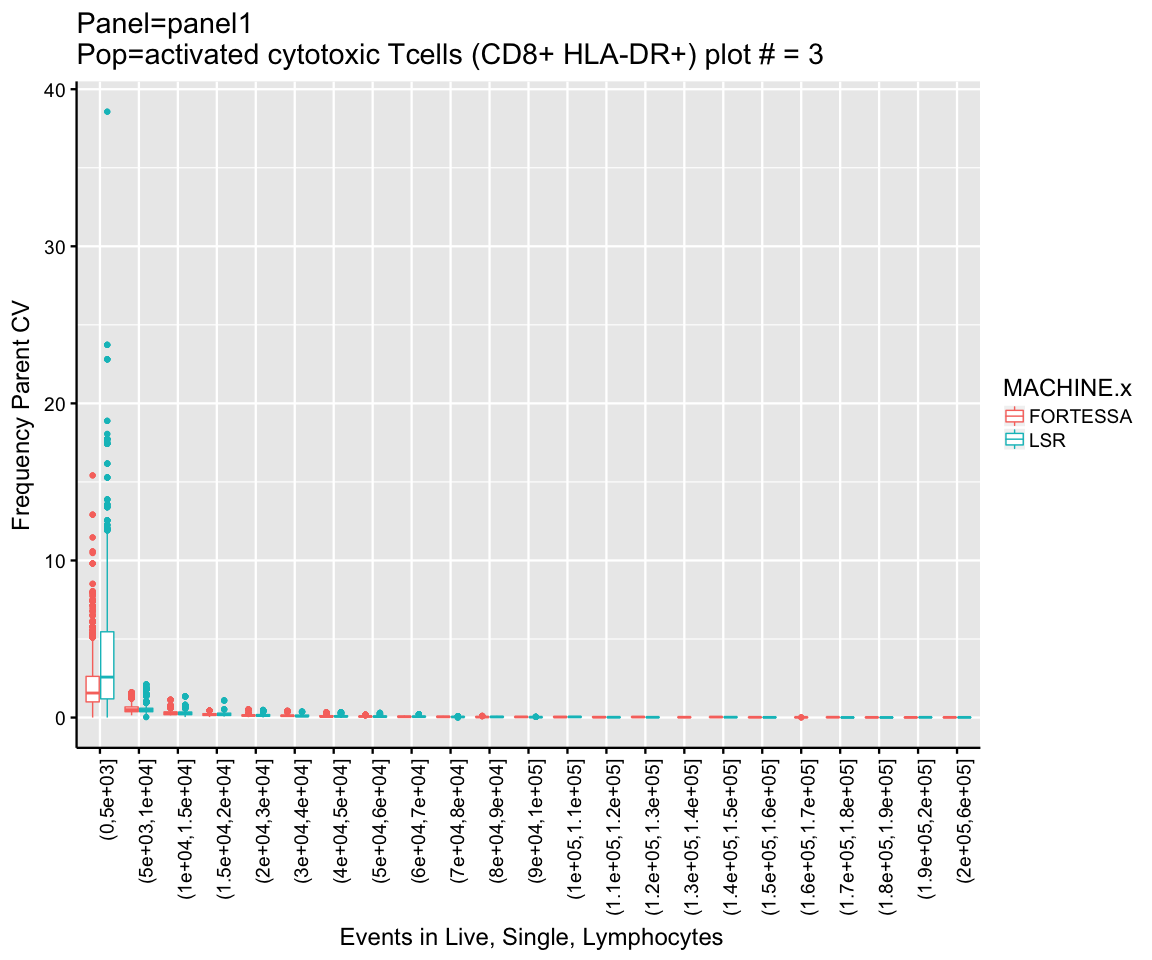 Panel=panel1
Pop=activated cytotoxic Tcells (CD8+ HLA-DR+) plot # = 3
Frequency Parent CV
40
30
20
10
0
(0,5e+03]
(5e+03,1e+04]
(1e+04,1.5e+04]
(1.5e+04,2e+04]
(2e+04,3e+04]
(3e+04,4e+04]
(4e+04,5e+04]
(5e+04,6e+04]
(6e+04,7e+04]
(7e+04,8e+04]
(8e+04,9e+04]
(9e+04,1e+05]
(1e+05,1.1e+05]
(1.1e+05,1.2e+05]
(1.2e+05,1.3e+05]
(1.3e+05,1.4e+05]
(1.4e+05,1.5e+05]
(1.5e+05,1.6e+05]
(1.6e+05,1.7e+05]
(1.7e+05,1.8e+05]
(1.8e+05,1.9e+05]
(1.9e+05,2e+05]
(2e+05,6e+05]
Events in Live, Single, Lymphocytes
MACHINE.x
FORTESSA
LSR